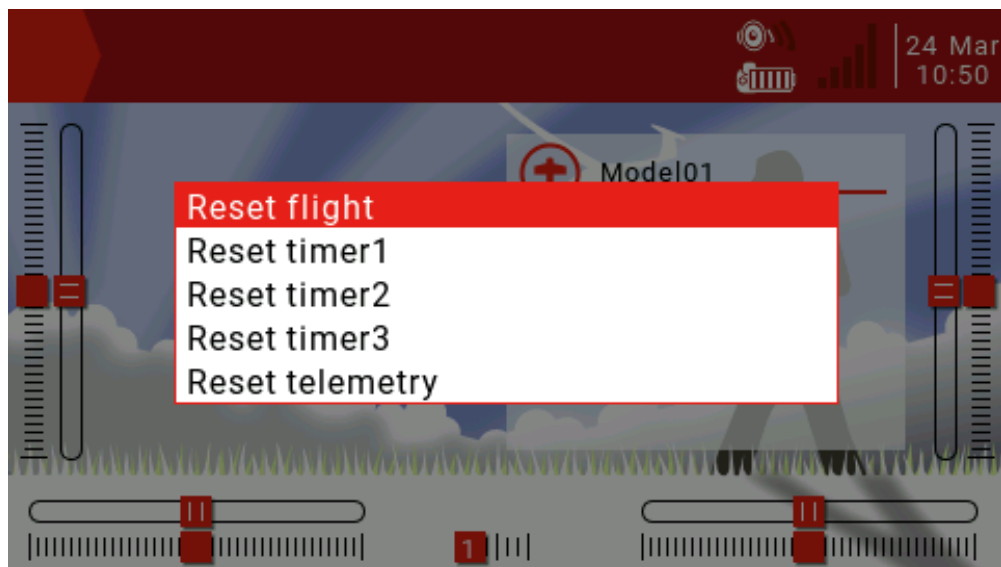 24 Mar
10:50
Model01
Reset flight
Reset timer1
Reset timer2
Reset timer3
Reset telemetry
1